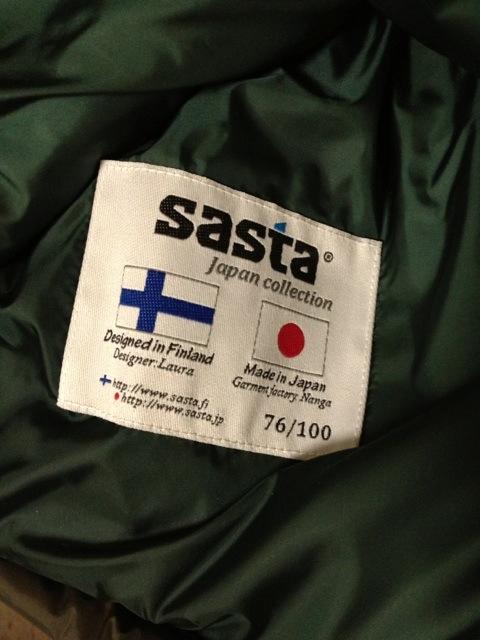 sasta®
Japan collection
Designed in Finland
Designer: Laura
Made in Japan
Garment factory. Nanga
http://www.sasta.fi
http://www.sasta.jp
76/100